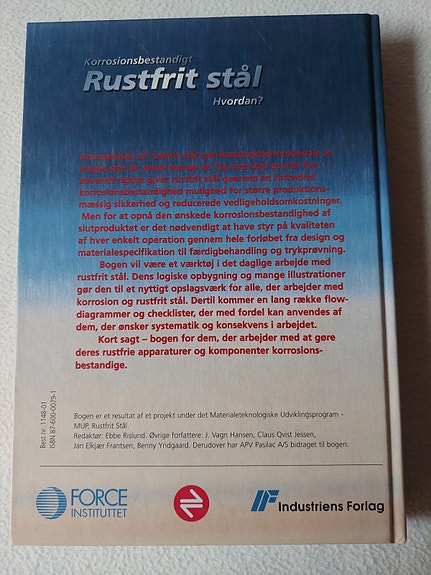 Korrosionsbestandigt
Rustfrit stål
Hvordan?
korrosionsbestandighed mulighed for større produktions-
mæssig sikkerhed og reducerede vedligeholdsomkostninger.
Men for at opnå den ønskede korrosionsbestandighed af
slutproduktet er det nødvendigt at have styr på kvaliteten
af hver enkelt operation gennem hele forløbet fra design og
materialespecifikation til færdigbehandling og trykprøvning.
Bogen vil være et værktøj i det daglige arbejde med
rustfrit stål. Dens logiske opbygning og mange illustrationer
gør den til et nyttigt opslagsværk for alle, der arbejder med
korrosion og rustfrit stål. Dertil kommer en lang række flow-
diagrammer og checklister, der med fordel kan anvendes af
dem, der ønsker systematik og konsekvens i arbejdet.
Kort sagt – bogen for dem, der arbejder med at gøre
deres rustfrie apparaturer og komponenter korrosions-
bestandige.
Best nr. 1148-01
ISBN 87-600-0079-1
Bogen er et resultat af et projekt under det Materialeteknologiske Udviklingsprogram -
MUP, Rustfrit Stål.
Redaktør: Ebbe Rislund. Øvrige forfattere: J. Vagn Hansen, Claus Qvist Jessen,
Jan Elkjær Frantsen, Benny Yndgaard. Derudover har APV Pasilac A/S bidraget til bogen.
FORCE
INSTITUTTET
Industriens Forlag